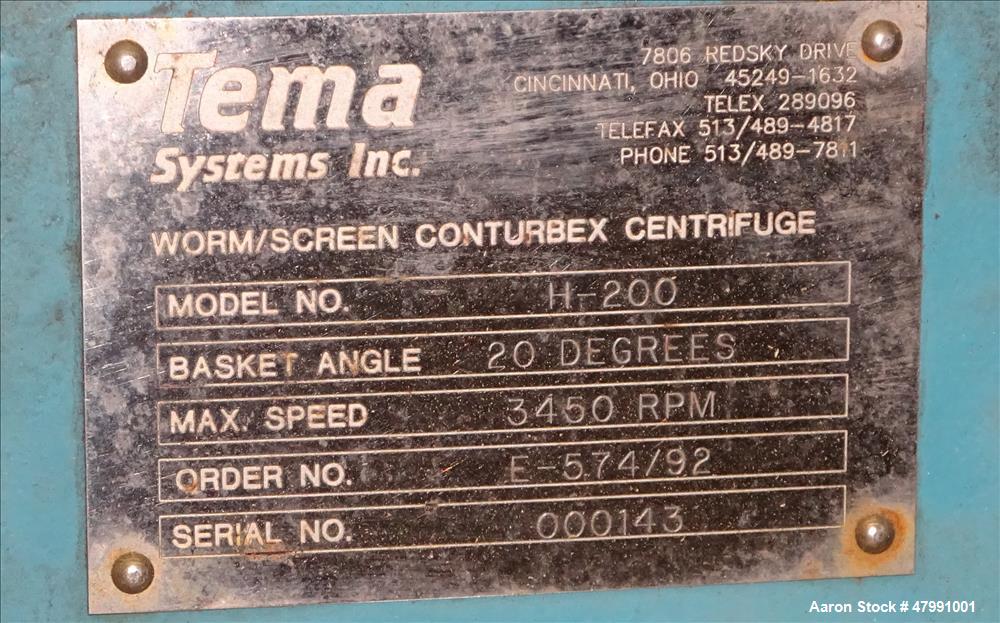 Tema
Systems Inc.
7806 REDSKY DRIVE
CINCINNATI, OHIO 45249-1632
TELEX 289096
TELEFAX 513/489-4817
PHONE 513/489-7811
WORM/SCREEN CONTURBEX CENTRIFUGE
MODEL NO. H-200
BASKET ANGLE 20 DEGREES
MAX. SPEED 3450 RPM
ORDER NO. E-574/92
SERIAL NO. 000143
Aaron Stock # 47991001